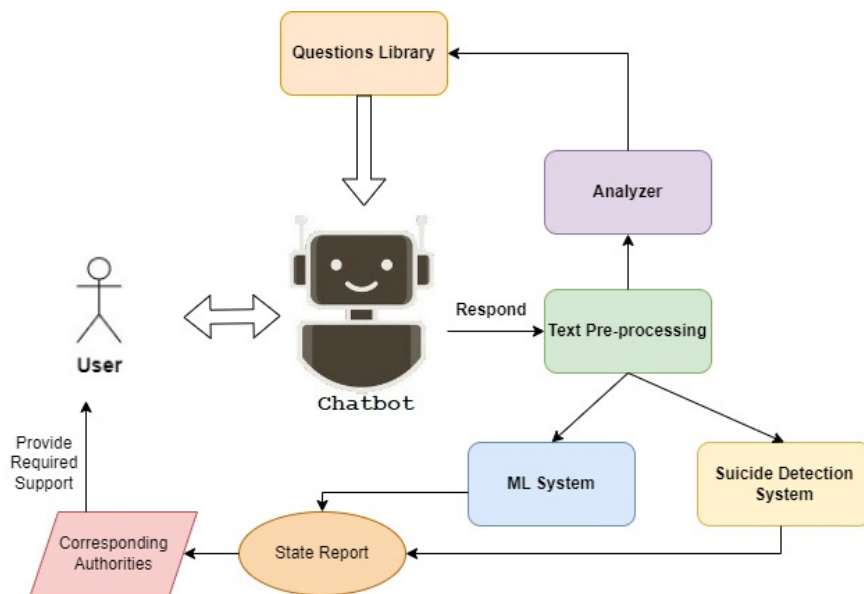 Questions Library
Analyzer
Respond
Text Pre-processing
User
Chatbot
Provide
Required
Support
ML System
Suicide Detection
System
Corresponding
Authorities
State Report